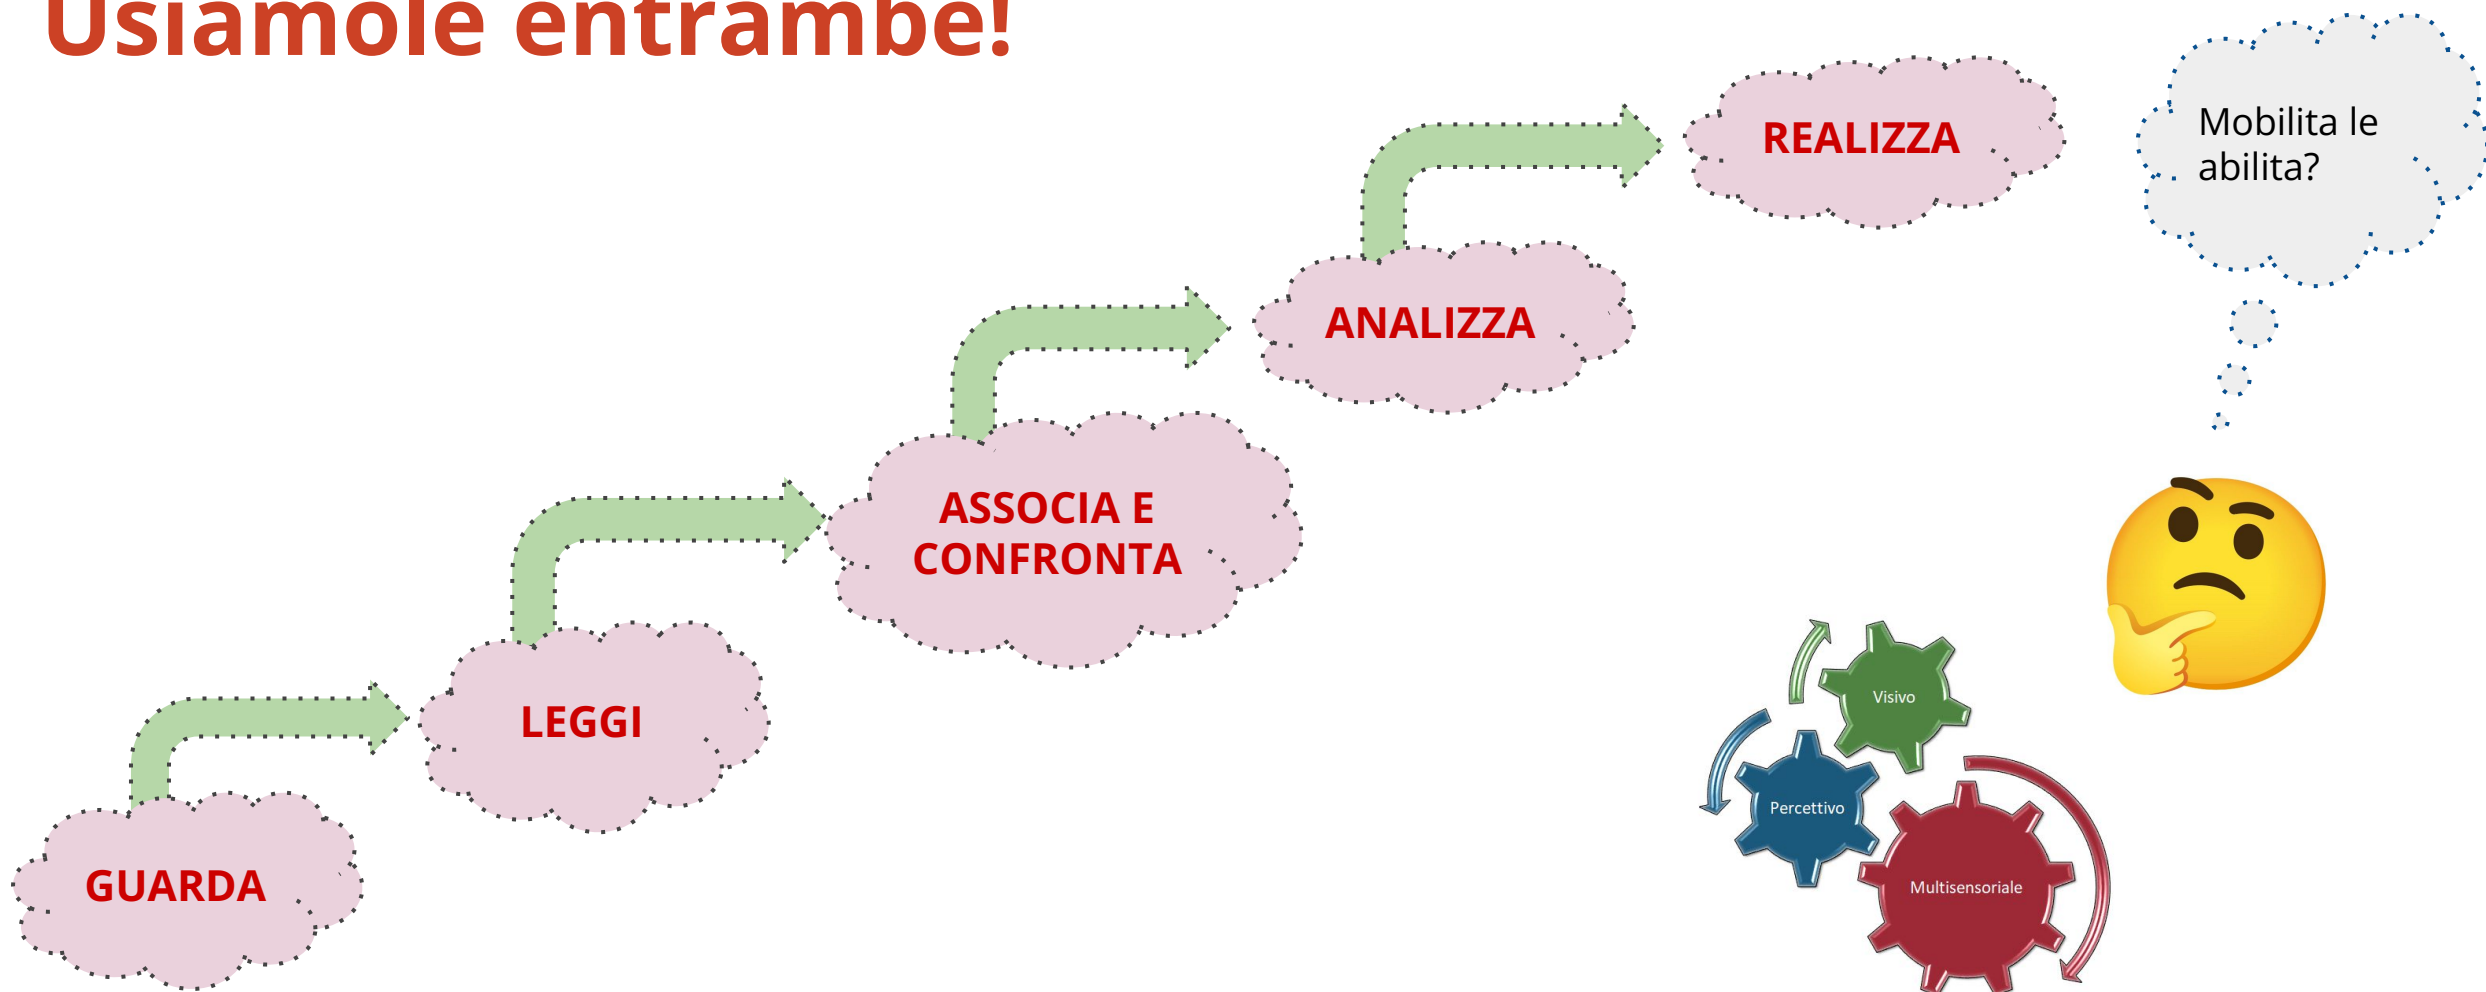 Usiamole entrambe!
REALIZZA
Mobilita le
abilita?
ANALIZZA
ASSOCIA E
CONFRONTA
LEGGI
GUARDA
Visivo
Percettivo
Multisensoriale